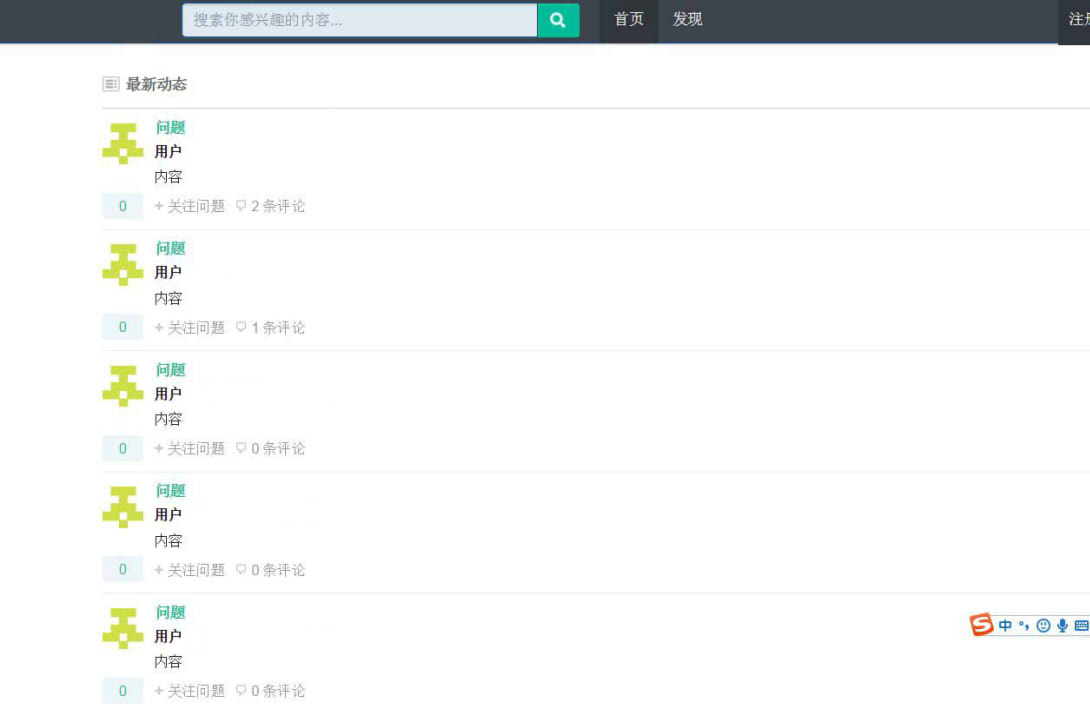 搜素你感兴趣的内容... 首页 发现 注册
最新动态
问题
用户
内容
0 + 关注问题 2 条评论
问题
用户
内容
0 + 关注问题 1 条评论
问题
用户
内容
0 + 关注问题 0 条评论
问题
用户
内容
0 + 关注问题 0 条评论
问题
用户
内容
0 + 关注问题 0 条评论
S 中 °,